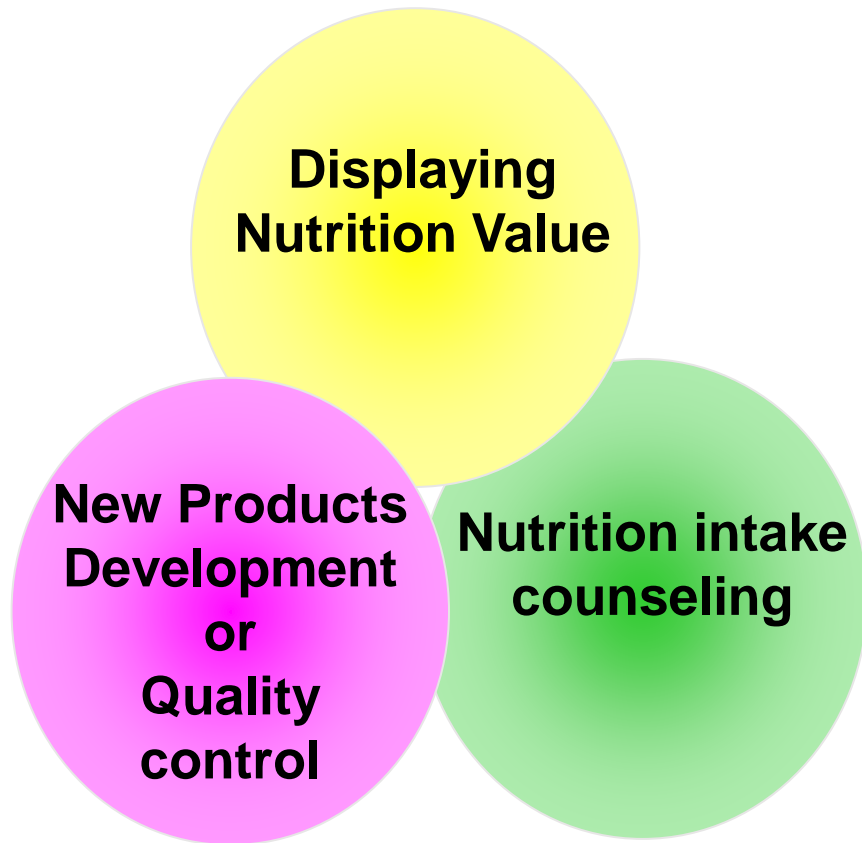 Displaying
Nutrition Value
New Products
Development
or
Quality
control
Nutrition intake
counseling